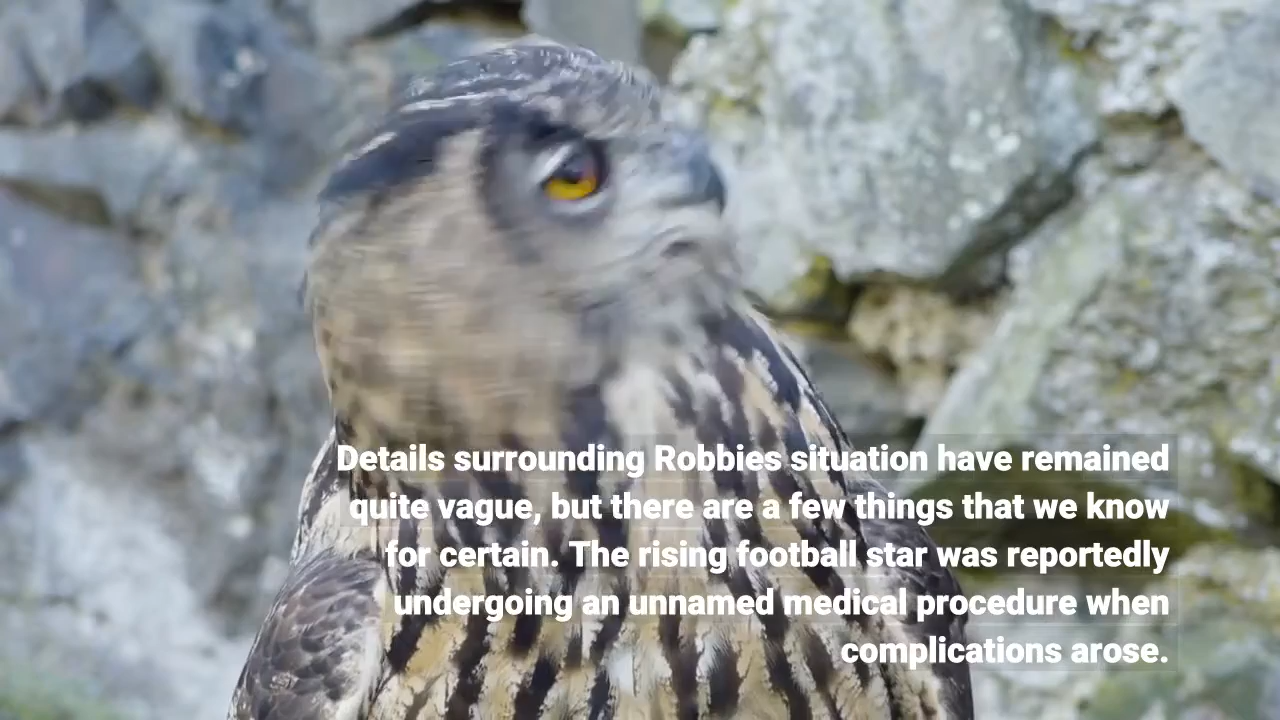 Details surrounding Robbies situation have remained
quite vague, but there are a few things that we know
for certain. The rising football star was reportedly
undergoing an unnamed medical procedure when
complications arose.